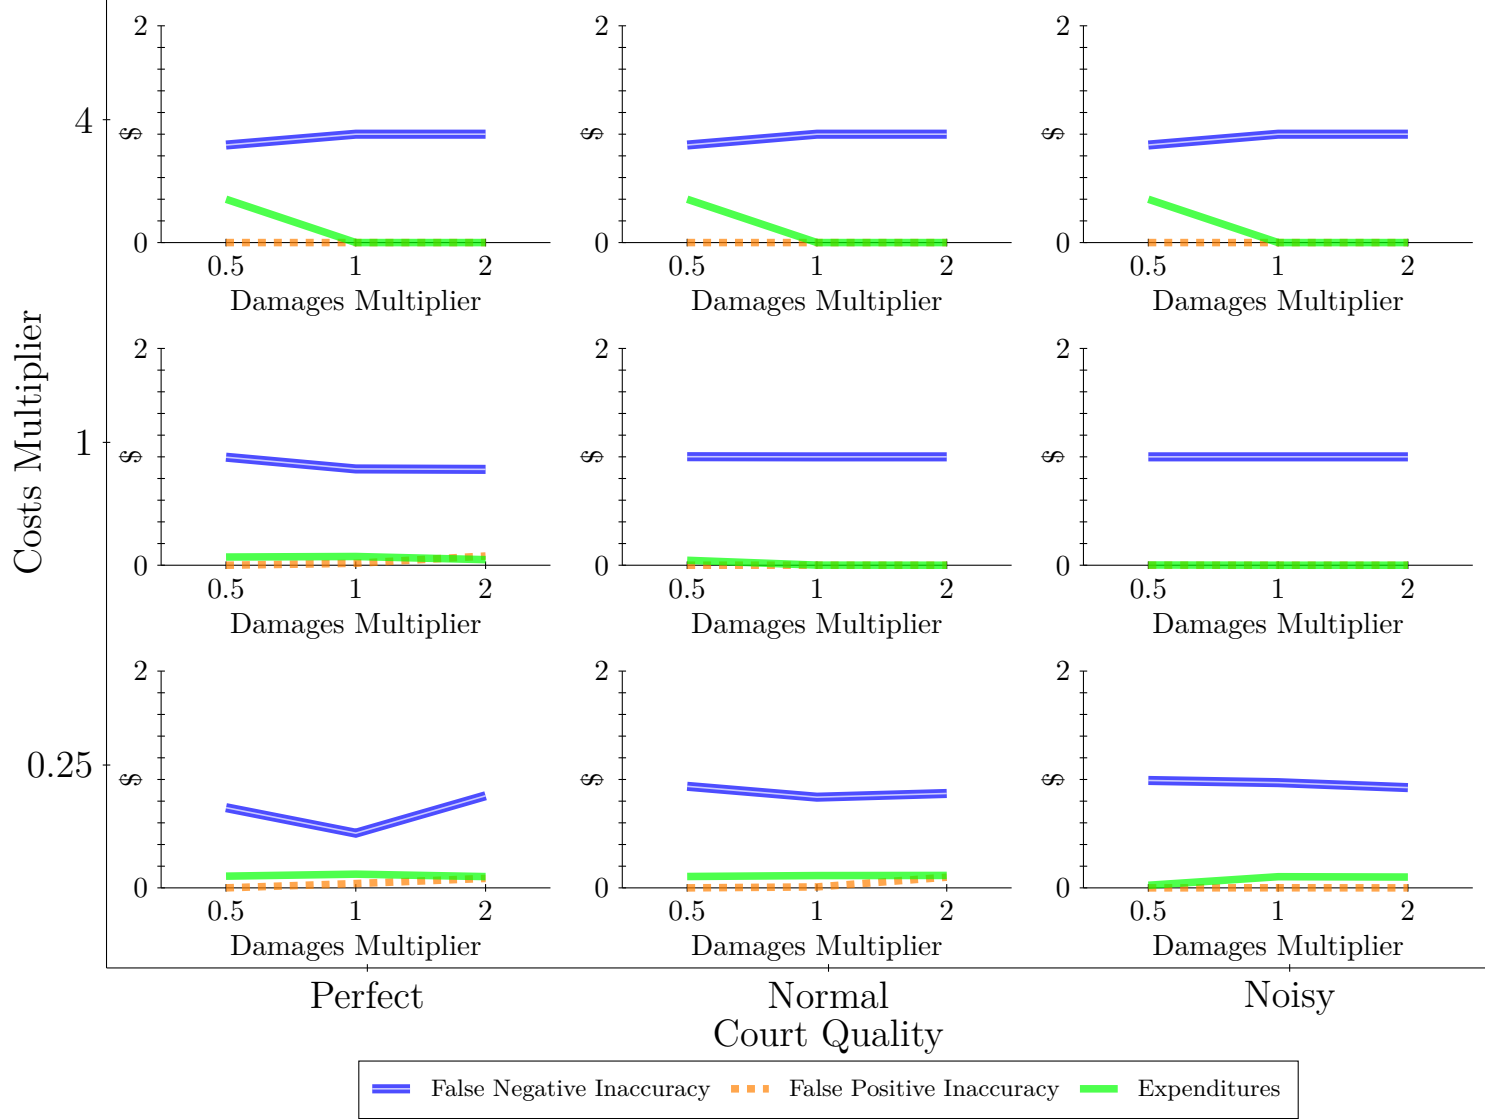 2 2 2
4 $ $ $
0 0 0
0.5 1 2 0.5 1 2 0.5 1 2
Damages Multiplier Damages Multiplier Damages Multiplier
Costs Multiplier
2 2 2
1 $ $ $
0 0 0
0.5 1 2 0.5 1 2 0.5 1 2
Damages Multiplier Damages Multiplier Damages Multiplier
2 2 2
0.25 $ $ $
0 0 0
0.5 1 2 0.5 1 2 0.5 1 2
Damages Multiplier Damages Multiplier Damages Multiplier
Perfect Normal Noisy
Court Quality
False Negative Inaccuracy False Positive Inaccuracy Expenditures